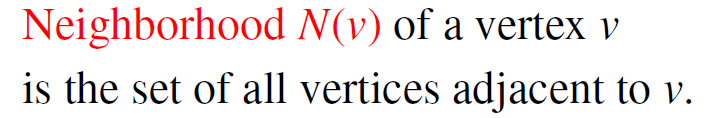 Neighborhood N(v) of a vertex v
is the set of all vertices adjacent to v.